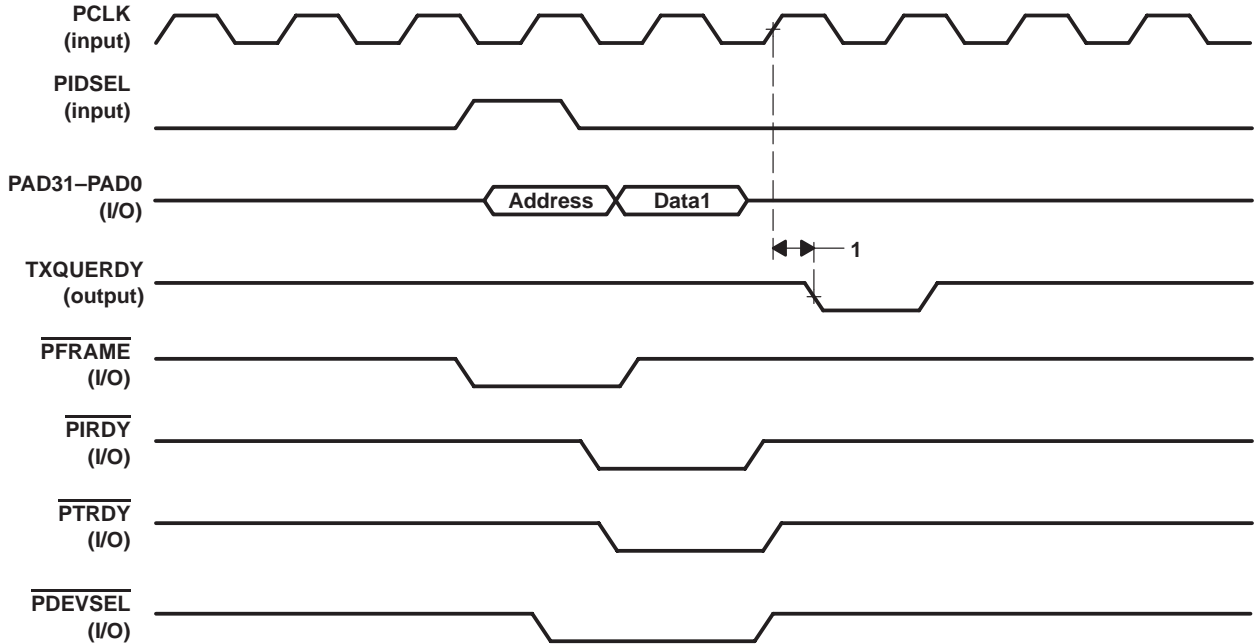 PCLK
(input)
PIDSEL
(input)
PAD31–PAD0
(I/O)
Address
Data1
1
TXQUERDY
(output)
PFRAME
(I/O)
PIRDY
(I/O)
PTRDY
(I/O)
PDEVSEL
(I/O)